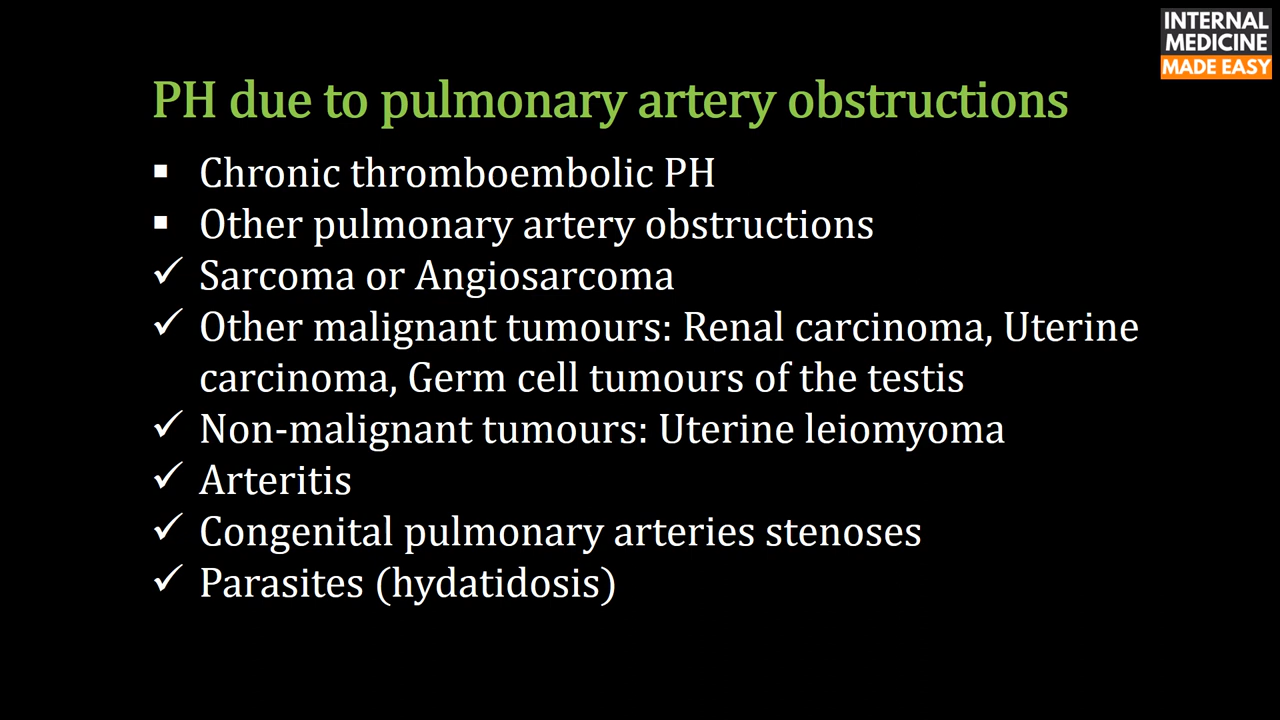 INTERNAL
MEDICINE
MADE EASY
PH due to pulmonary artery obstructions
▪ Chronic thromboembolic PH
▪ Other pulmonary artery obstructions
✓ Sarcoma or Angiosarcoma
✓ Other malignant tumours: Renal carcinoma, Uterine
carcinoma, Germ cell tumours of the testis
✓ Non-malignant tumours: Uterine leiomyoma
✓ Arteritis
✓ Congenital pulmonary arteries stenoses
✓ Parasites (hydatidosis)